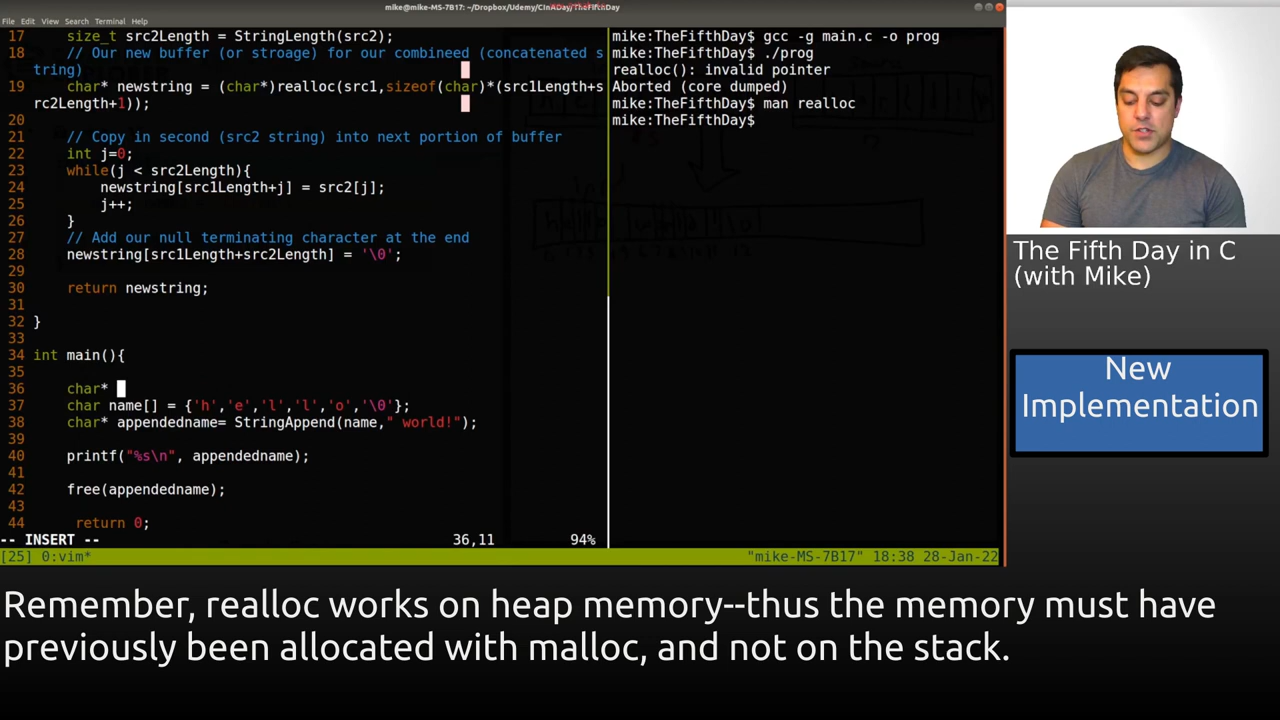 mike@mike-MS-7B17: ~/Dropbox/Udemy/CInADay/TheFifthDay
File Edit View Search Terminal Help
17 size_t src2Length = StringLength(src2);
18 // Our new buffer (or stroage) for our combineed (concatenated s
tring)
19 char* newstring = (char*)realloc(src1,sizeof(char)*(src1Length+s
rc2Length+1));
20
21 // Copy in second (src2 string) into next portion of buffer
22 int j=0;
23 while(j < src2Length){
24 newstring[src1Length+j] = src2[j];
25 j++;
26 }
27 // Add our null terminating character at the end
28 newstring[src1Length+src2Length] = '\0';
29
30 return newstring;
31
32 }
33
34 int main(){
35
36 char*
37 char name[] = {'h','e','l','l','o','\0'};
38 char* appendedname= StringAppend(name," world!");
39
40 printf("%s\n", appendedname);
41
42 free(appendedname);
43
44 return 0;
-- INSERT -- 36,11 94%
mike:TheFifthDay$ gcc -g main.c -o prog
mike:TheFifthDay$ ./prog
realloc(): invalid pointer
Aborted (core dumped)
mike:TheFifthDay$ man realloc
mike:TheFifthDay$
[25] 0:vim* "mike-MS-7B17" 18:38 28-Jan-22
The Fifth Day in C
(with Mike)
New
Implementation
Remember, realloc works on heap memory--thus the memory must have
previously been allocated with malloc, and not on the stack.